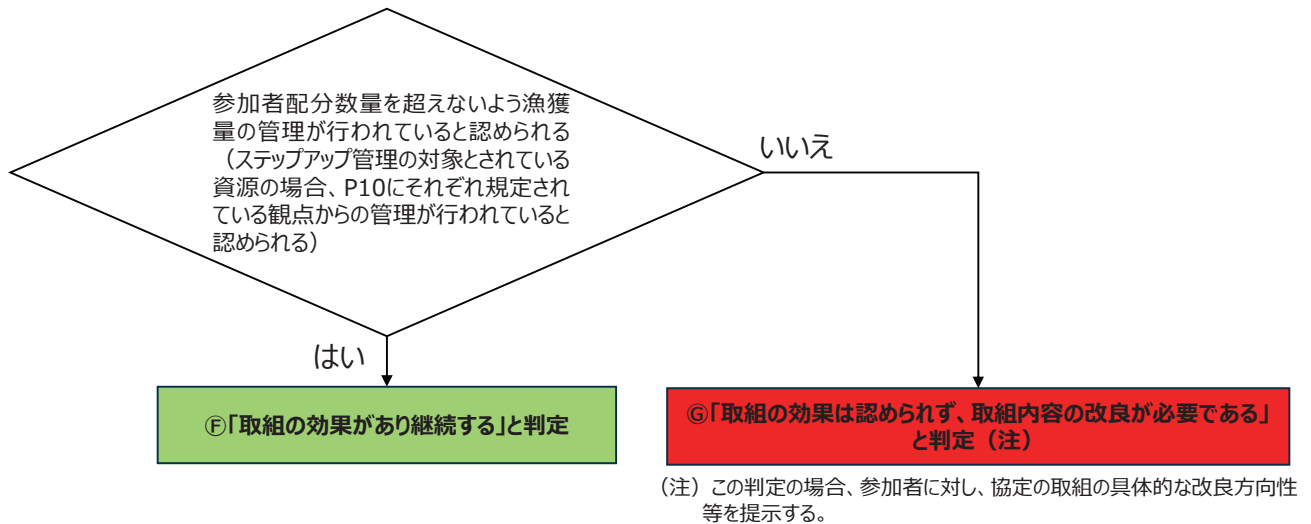 参加者配分数量を超えないよう漁獲
量の管理が行われていると認められる
（ステップアップ管理の対象とされている
資源の場合、P10にそれぞれ規定され
ている観点からの管理が行われていると
認められる）
いいえ
はい
Ⓕ「取組の効果があり継続する」と判定
Ⓖ「取組の効果は認められず、取組内容の改良が必要である」
と判定（注）
（注）この判定の場合、参加者に対し、協定の取組の具体的な改良方向性
等を提示する。